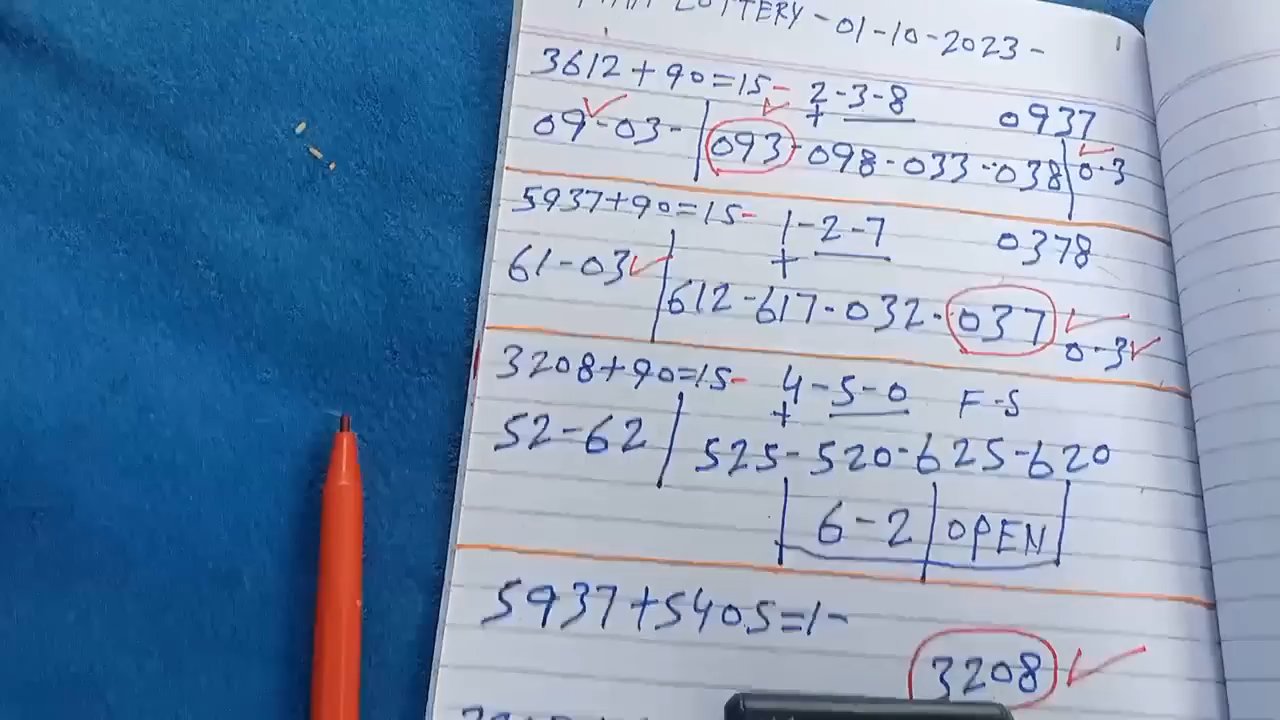 LOTTERY - 01-10-2023-
3612+90=15- 2-3-8 0937
+
09-03- 093-098-033-038 0.3
5937+90=15- 1-2-7 0378
+
61-03 612-617-032-037
0.3
3208+90=15- 4-5-0 F-S
+
52-62 525-520-625-620
6-2 OPEN
5937+5405=1-
3208